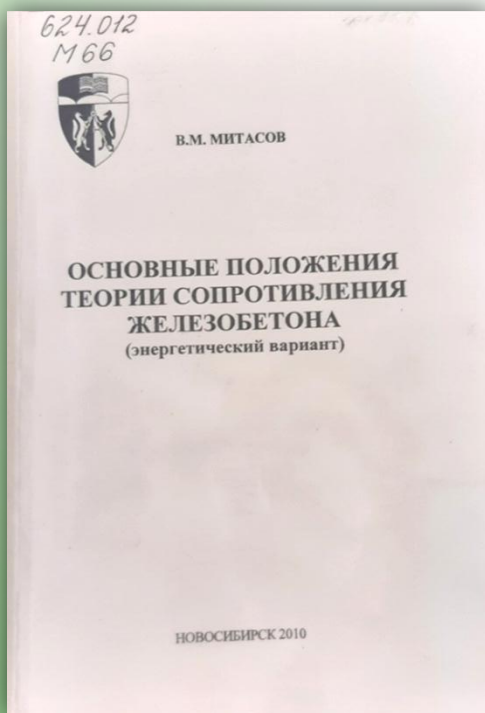 624.012
М66
В.М. МИТАСОВ
ОСНОВНЫЕ ПОЛОЖЕНИЯ
ТЕОРИИ СОПРОТИВЛЕНИЯ
ЖЕЛЕЗОБЕТОНА
(энергетический вариант)
НОВОСИБИРСК 2010